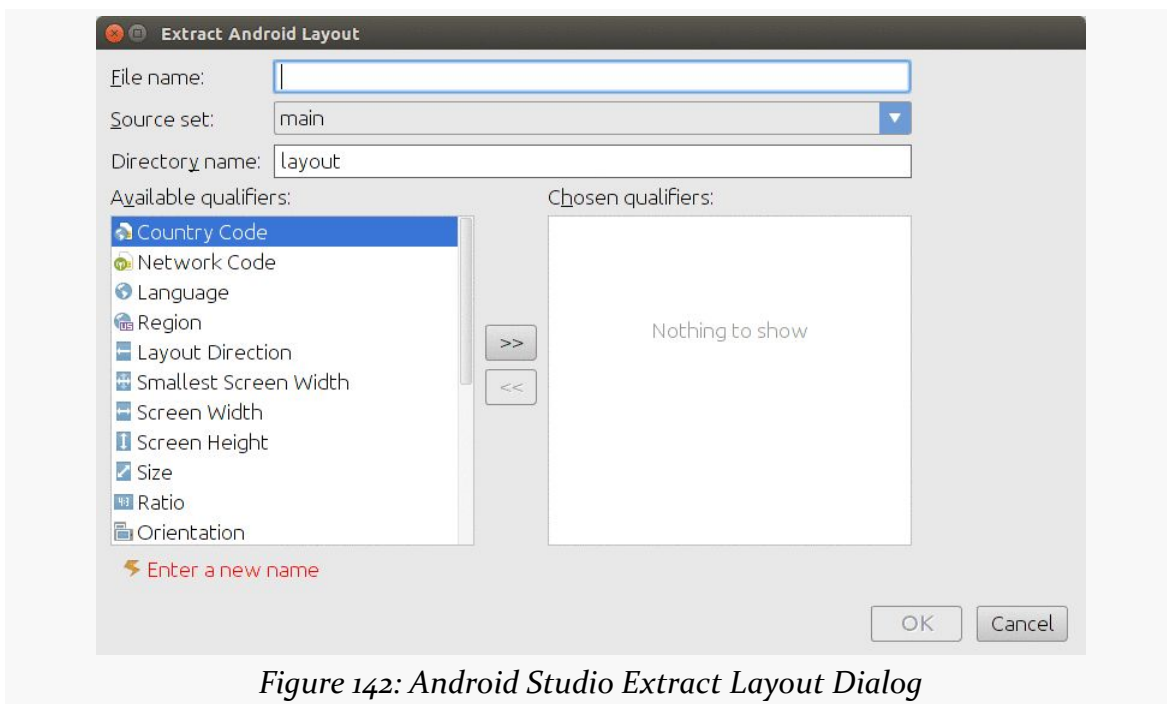 Extract Android Layout
File name:
Source set: main
Directory name: layout
Available qualifiers:
Chosen qualifiers:
Country Code
Network Code
Language
Region
Layout Direction
Smallest Screen Width
Screen Width
Screen Height
Size
Ratio
Orientation
>>
<<
Nothing to show
Enter a new name
OK Cancel
Figure 142: Android Studio Extract Layout Dialog